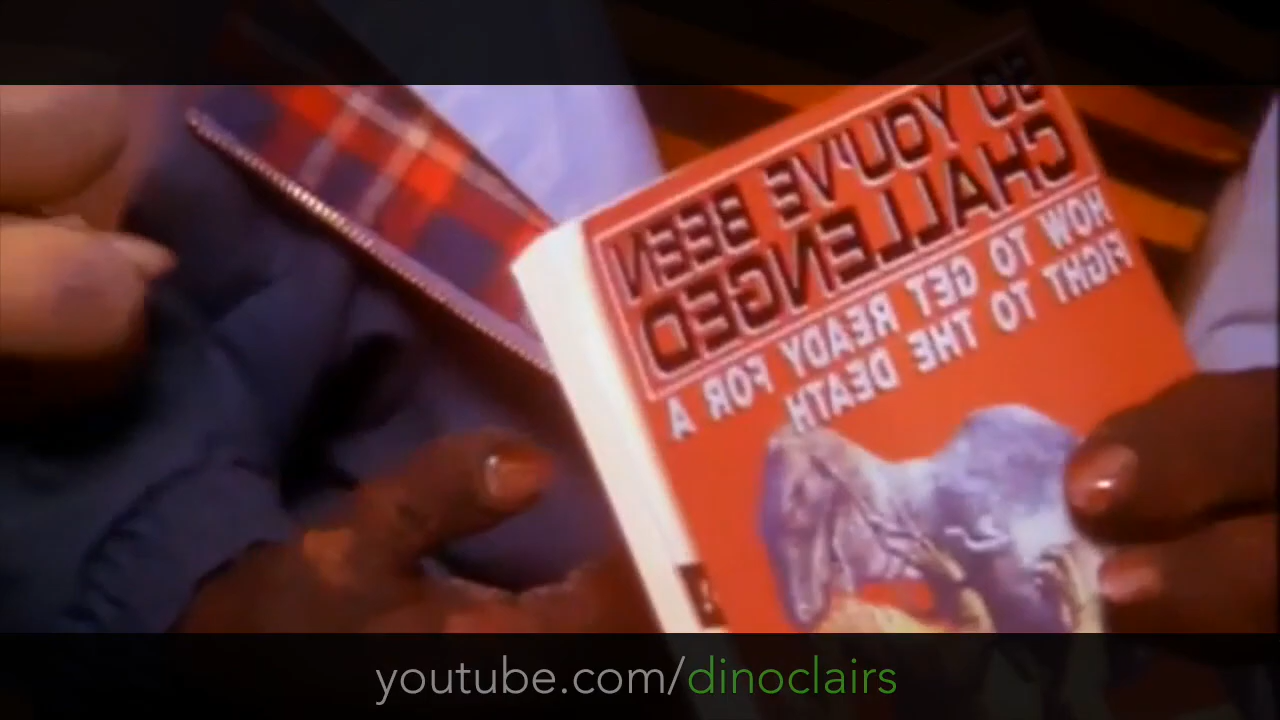 SO YOU'VE BEEN
CHALLENGED
HOW TO GET READY FOR A
FIGHT TO THE DEATH
youtube.com/dinoclairs